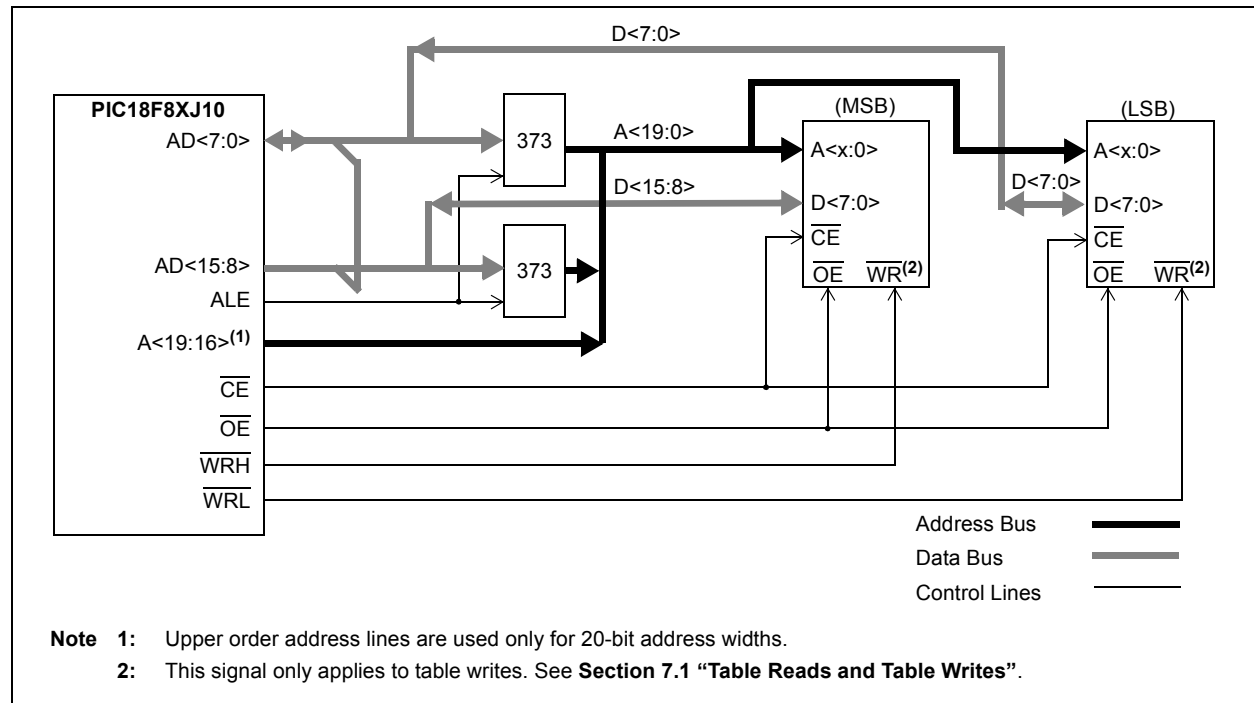 D<7:0>
PIC18F8XJ10
AD<7:0>
373
A<19:0>
(MSB)
A<x:0>
D<7:0>
CE
OE WR(2)
(LSB)
A<x:0>
D<7:0>
D<7:0>
CE
OE WR(2)
D<15:8>
AD<15:8>
373
ALE
A<19:16>(1)
CE
OE
WRH
WRL
Address Bus
Data Bus
Control Lines
Note 1: Upper order address lines are used only for 20-bit address widths.
2: This signal only applies to table writes. See Section 7.1 “Table Reads and Table Writes”.